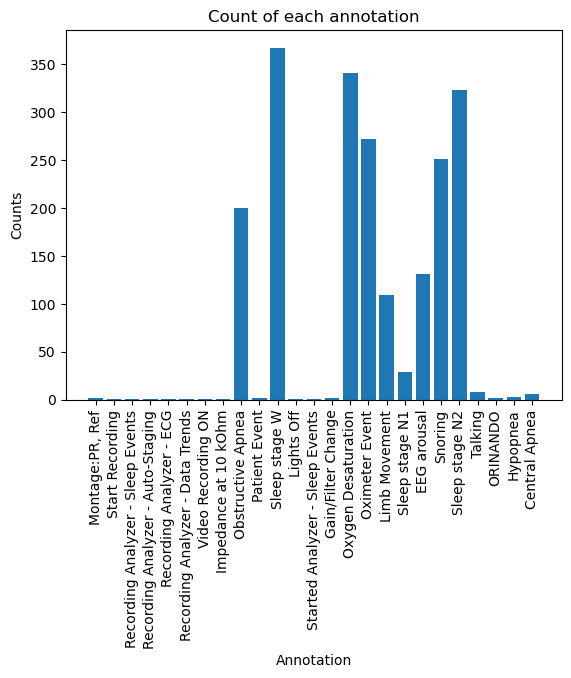 Count of each annotation
Counts
350
300
250
200
150
100
50
0
Montage:PR, Ref
Start Recording
Recording Analyzer - Sleep Events
Recording Analyzer - Auto-Staging
Recording Analyzer - ECG
Recording Analyzer - Data Trends
Video Recording ON
Impedance at 10 kOhm
Obstructive Apnea
Patient Event
Sleep stage W
Lights Off
Started Analyzer - Sleep Events
Gain/Filter Change
Oxygen Desaturation
Oximeter Event
Limb Movement
Sleep stage N1
EEG arousal
Snoring
Sleep stage N2
Talking
ORINANDO
Hypopnea
Central Apnea
Annotation